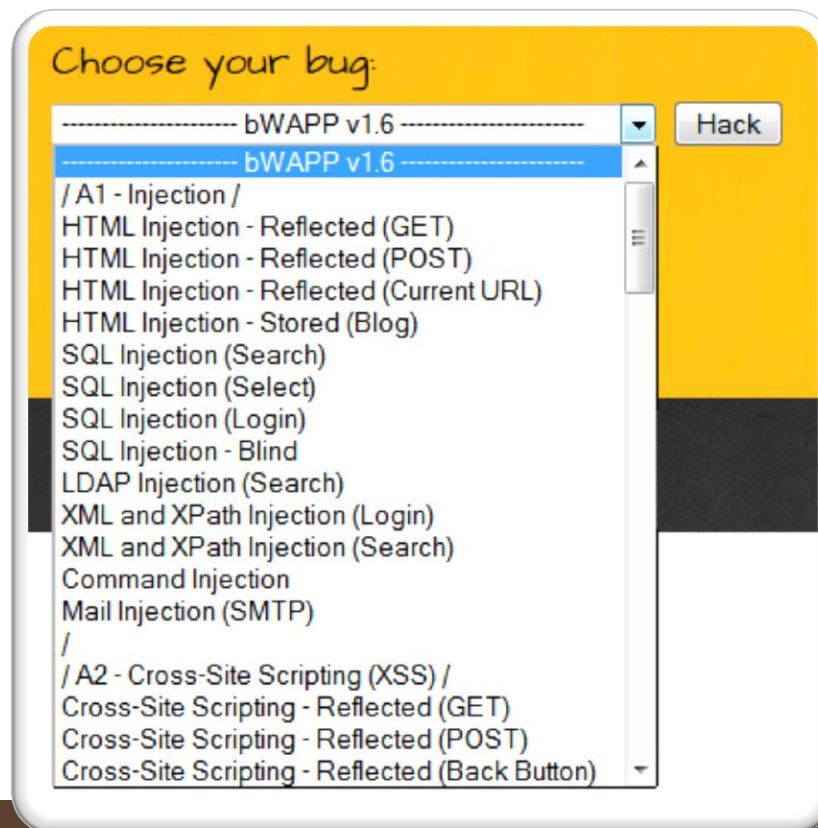 Choose your bug:
---------------------- bWAPP v1.6 ----------------------- Hack
---------------------- bWAPP v1.6 -----------------------
/ A1 - Injection /
HTML Injection - Reflected (GET)
HTML Injection - Reflected (POST)
HTML Injection - Reflected (Current URL)
HTML Injection - Stored (Blog)
SQL Injection (Search)
SQL Injection (Select)
SQL Injection (Login)
SQL Injection - Blind
LDAP Injection (Search)
XML and XPath Injection (Login)
XML and XPath Injection (Search)
Command Injection
Mail Injection (SMTP)
/
/ A2 - Cross-Site Scripting (XSS) /
Cross-Site Scripting - Reflected (GET)
Cross-Site Scripting - Reflected (POST)
Cross-Site Scripting - Reflected (Back Button)